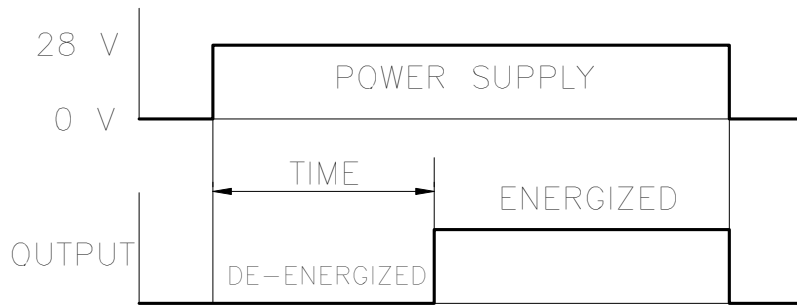 28 V
POWER SUPPLY
0 V
TIME
ENERGIZED
OUTPUT
DE-ENERGIZED